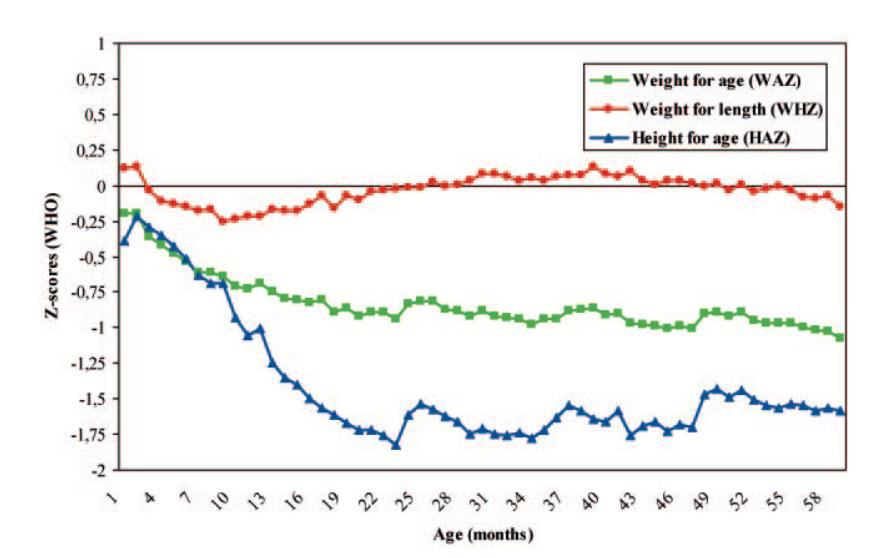 1
0,75
0,5
0,25
0
-0,25
-0,5
-0,75
-1
-1,25
-1,5
-1,75
-2
Z-scores (WHO)
Weight for age (WAZ)
Weight for length (WHZ)
Height for age (HAZ)
1 4 7 10 13 16 19 22 25 28 31 34 37 40 43 46 49 52 55 58
Age (months)